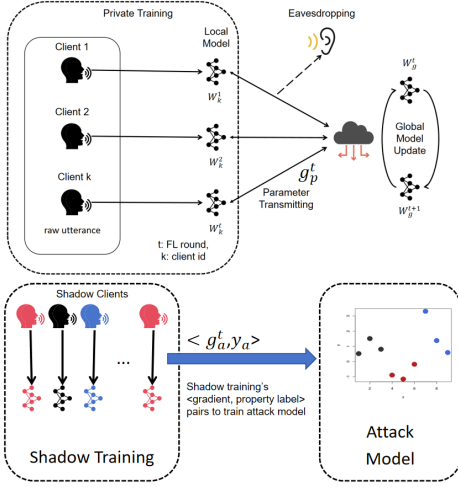 Private Training
Eavesdropping
Client 1
Local
Model
W_k^1
W_g^t
Client 2
W_k^2
Global
Model
Update
g_p^t
Parameter
Transmitting
Client k
W_k^t
W_g^{t+1}
raw utterance
t: FL round,
k: client id
Shadow Clients
...
< g_a^t, y_a >
Shadow training's
<gradient, property label>
pairs to train attack model
Shadow Training
Attack
Model